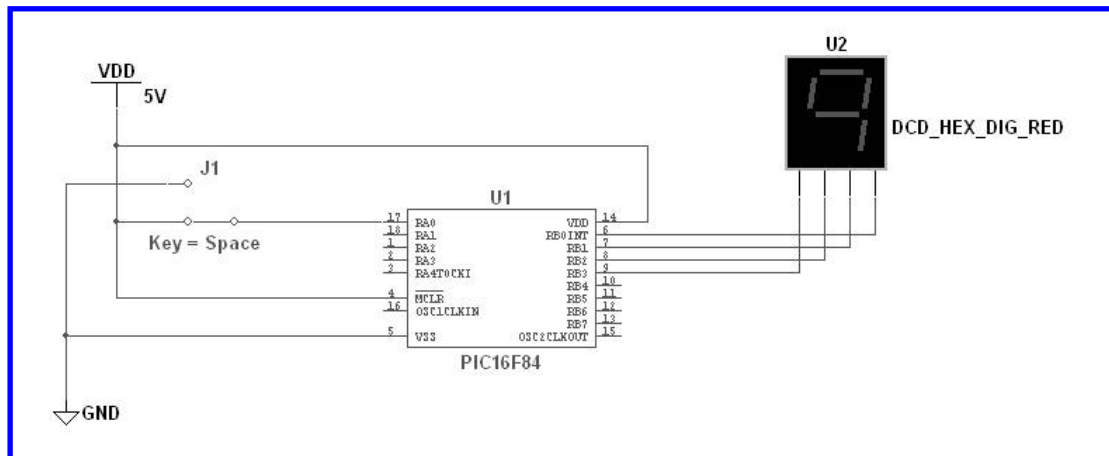 VDD
5V
J1
Key = Space
U1
17 RA0
18 RA1
1 RA2
2 RA3
3 RA4T0CKI
4 MCLR
16 OSC1CLKIN
5 VSS
VDD 14
RB0INT 6
RB1 7
RB2 8
RB3 9
RB4 10
RB5 11
RB6 12
RB7 13
OSC2CLKOUT 15
PIC16F84
U2
9
DCD_HEX_DIG_RED
GND